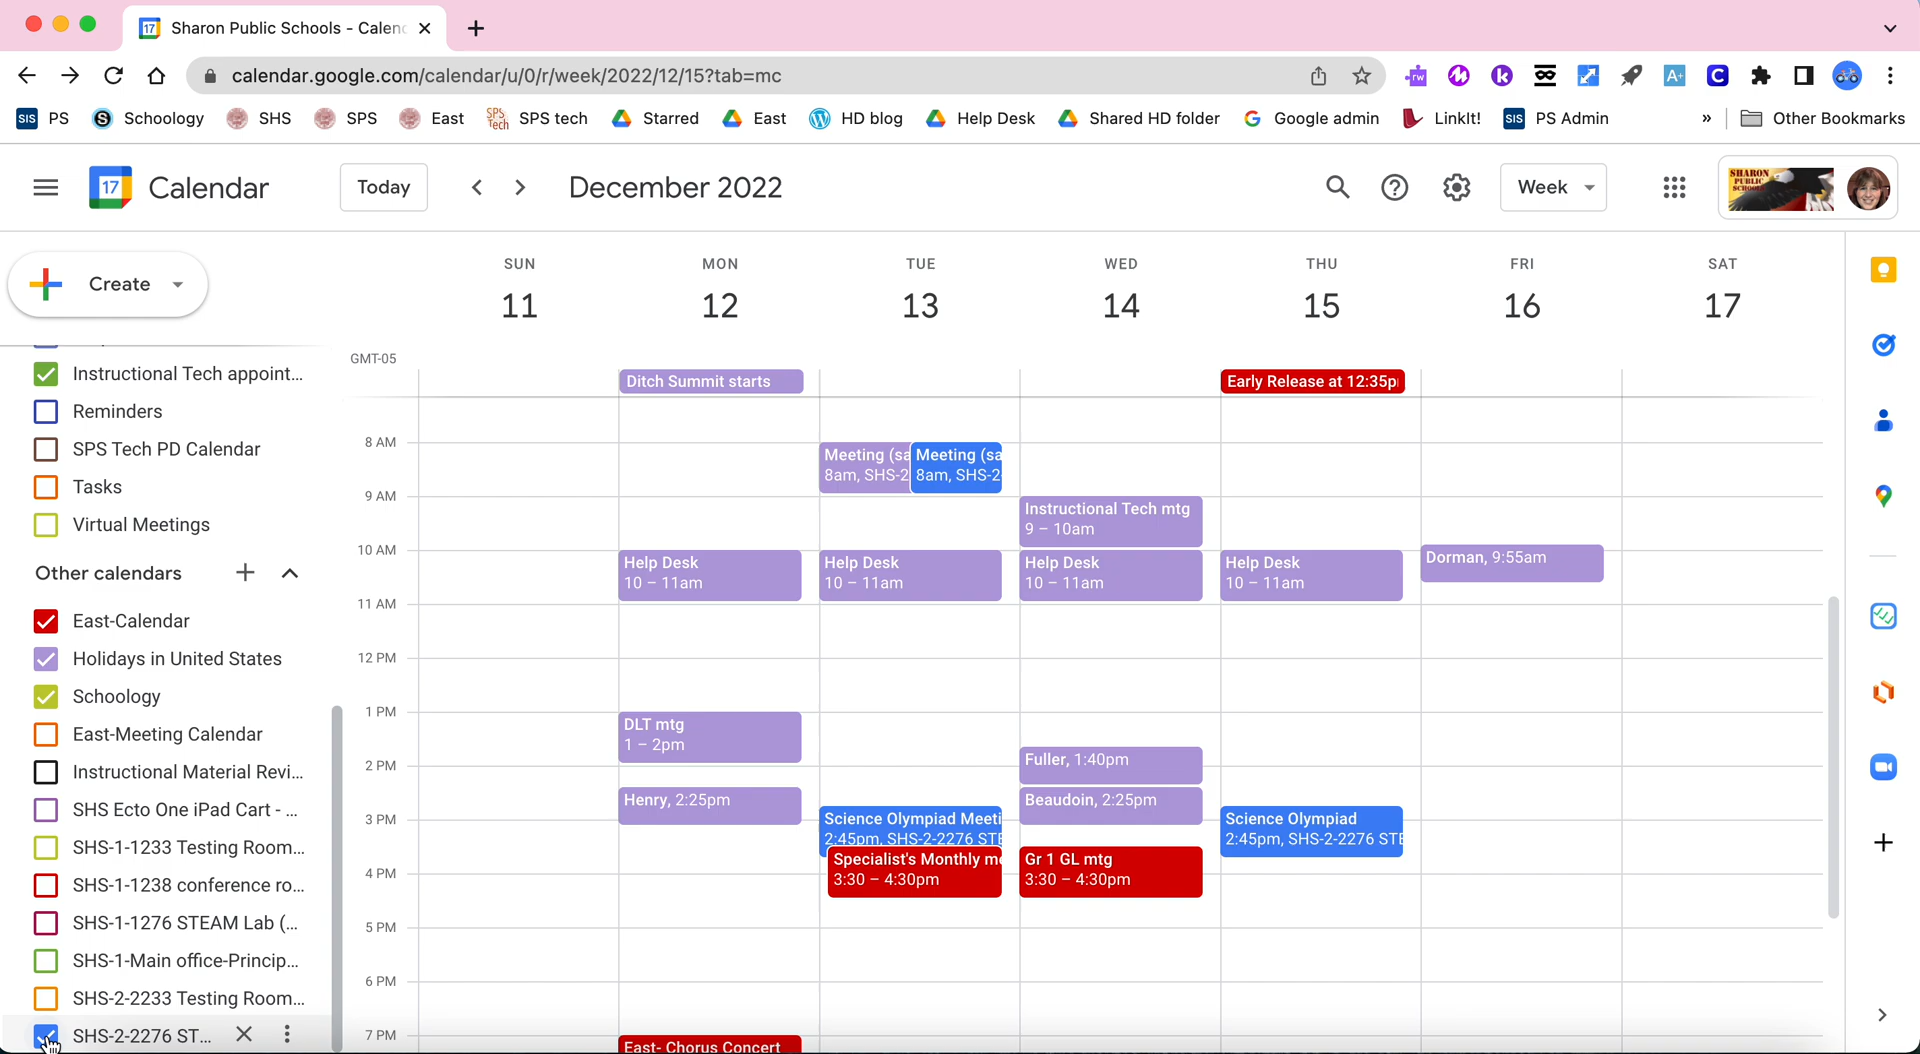 Sharon Public Schools - Calenc
calendar.google.com/calendar/u/0/r/week/2022/12/15?tab=mc
SIS PS Schoology SHS SPS East SPS tech SPS tech Starred East HD blog Help Desk Shared HD folder Google admin LinkIt! SIS PS Admin » Other Bookmarks
17 Calendar Today December 2022 Week SHARON PUBLIC SCHOOLS
Create
SUN MON TUE WED THU FRI SAT
11 12 13 14 15 16 17
GMT-05
Ditch Summit starts
Early Release at 12:35p
8 AM
9 AM
10 AM
11 AM
12 PM
1 PM
2 PM
3 PM
4 PM
5 PM
6 PM
7 PM
Help Desk
10 – 11am
DLT mtg
1 – 2pm
Henry, 2:25pm
East- Chorus Concert
Meeting (sa
8am, SHS-2
Meeting (sa
8am, SHS-2
Help Desk
10 – 11am
Science Olympiad Meeti
2:45pm, SHS-2-2276 STE
Specialist's Monthly me
3:30 – 4:30pm
Instructional Tech mtg
9 – 10am
Help Desk
10 – 11am
Fuller, 1:40pm
Beaudoin, 2:25pm
Gr 1 GL mtg
3:30 – 4:30pm
Help Desk
10 – 11am
Science Olympiad
2:45pm, SHS-2-2276 STE
Dorman, 9:55am
Instructional Tech appoint...
Reminders
SPS Tech PD Calendar
Tasks
Virtual Meetings
Other calendars
East-Calendar
Holidays in United States
Schoology
East-Meeting Calendar
Instructional Material Revi...
SHS Ecto One iPad Cart - ...
SHS-1-1233 Testing Room...
SHS-1-1238 conference ro...
SHS-1-1276 STEAM Lab (...
SHS-1-Main office-Princip...
SHS-2-2233 Testing Room...
SHS-2-2276 ST...